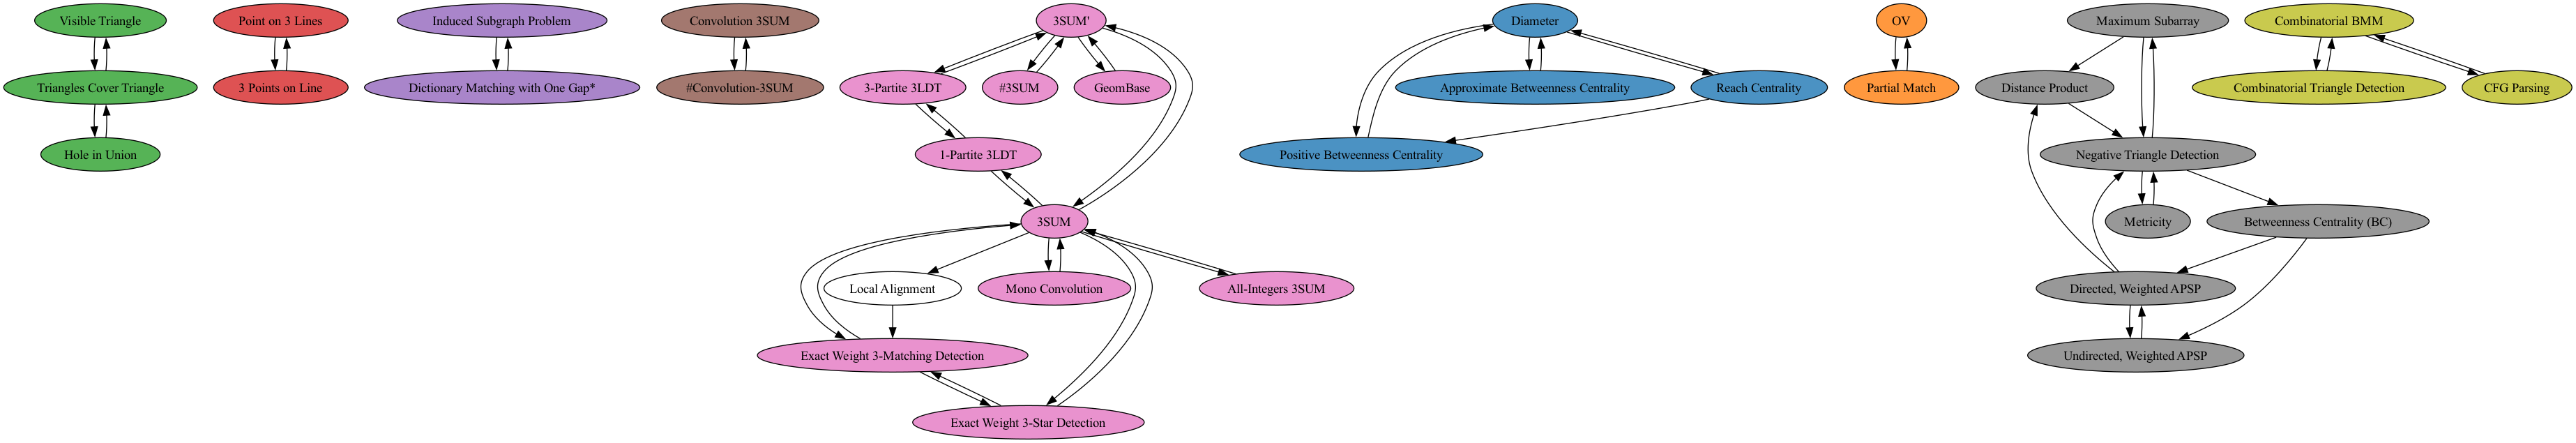 Visible Triangle
Triangles Cover Triangle
Hole in Union
Point on 3 Lines
3 Points on Line
Induced Subgraph Problem
Dictionary Matching with One Gap*
Convolution 3SUM
#Convolution-3SUM
3SUM'
3-Partite 3LDT
#3SUM
GeomBase
1-Partite 3LDT
3SUM
Local Alignment
Mono Convolution
All-Integers 3SUM
Exact Weight 3-Matching Detection
Exact Weight 3-Star Detection
Diameter
Approximate Betweenness Centrality
Reach Centrality
Positive Betweenness Centrality
OV
Partial Match
Maximum Subarray
Distance Product
Negative Triangle Detection
Metricity
Betweenness Centrality (BC)
Directed, Weighted APSP
Undirected, Weighted APSP
Combinatorial BMM
Combinatorial Triangle Detection
CFG Parsing